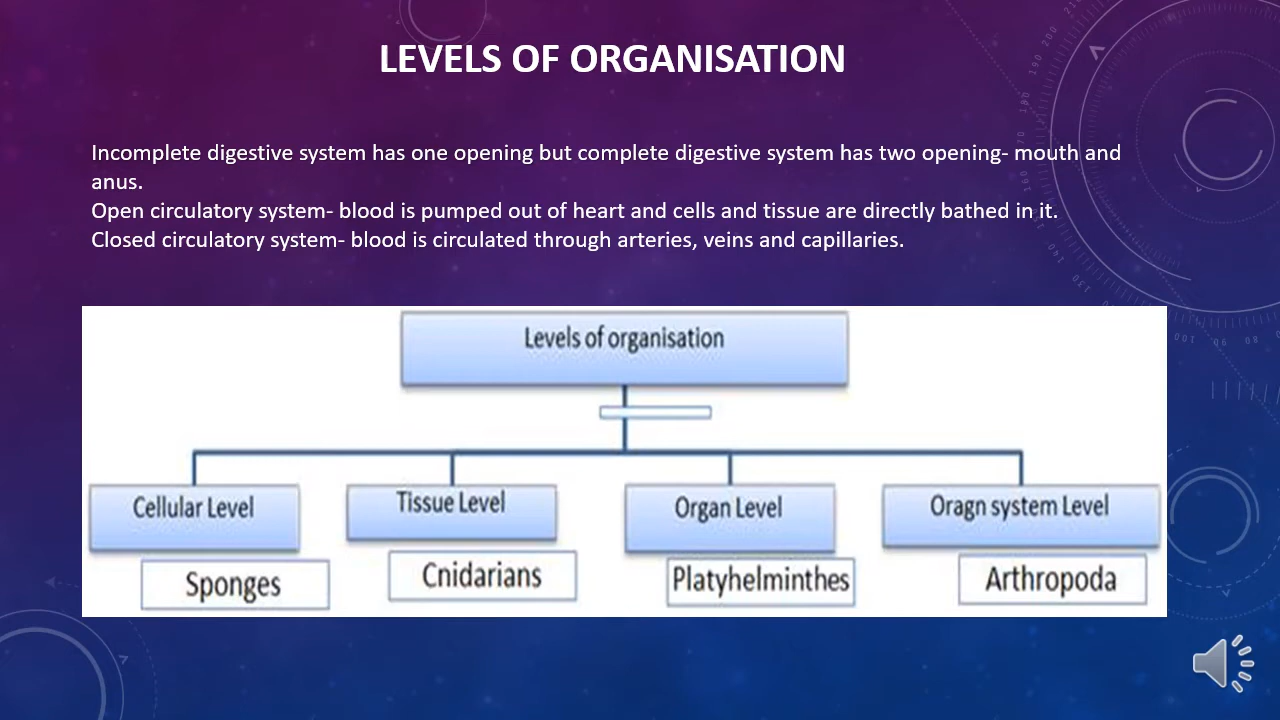 LEVELS OF ORGANISATION
Incomplete digestive system has one opening but complete digestive system has two opening- mouth and
anus.
Open circulatory system- blood is pumped out of heart and cells and tissue are directly bathed in it.
Closed circulatory system- blood is circulated through arteries, veins and capillaries.
Levels of organisation
Cellular Level
Tissue Level
Organ Level
Oragn system Level
Sponges
Cnidarians
Platyhelminthes
Arthropoda